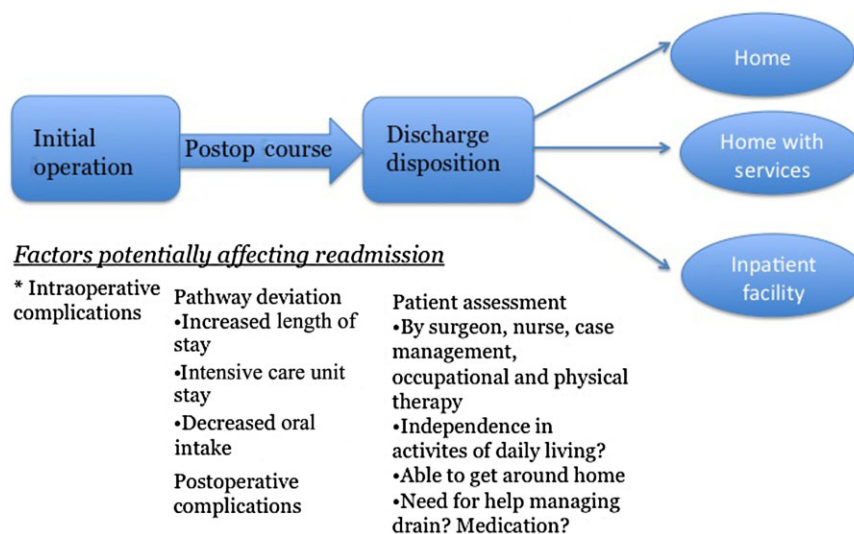 Initial
operation
Postop course
Discharge
disposition
Home
Home with
services
Inpatient
facility
Factors potentially affecting readmission
* Intraoperative
complications
Pathway deviation
•Increased length of
stay
•Intensive care unit
stay
•Decreased oral
intake
Postoperative
complications
Patient assessment
•By surgeon, nurse, case
management,
occupational and physical
therapy
•Independence in
activites of daily living?
•Able to get around home
•Need for help managing
drain? Medication?